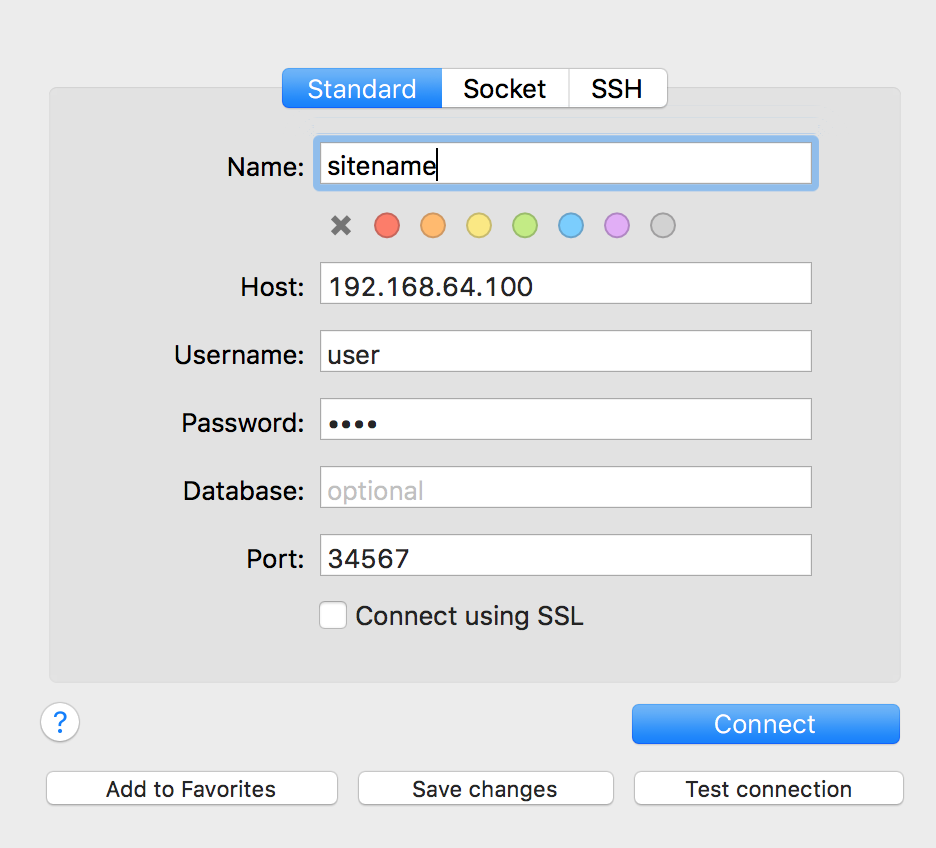 Standard Socket SSH
Name: sitename
Host: 192.168.64.100
Username: user
Password: ••••
Database: optional
Port: 34567
Connect using SSL
? Connect
Add to Favorites Save changes Test connection